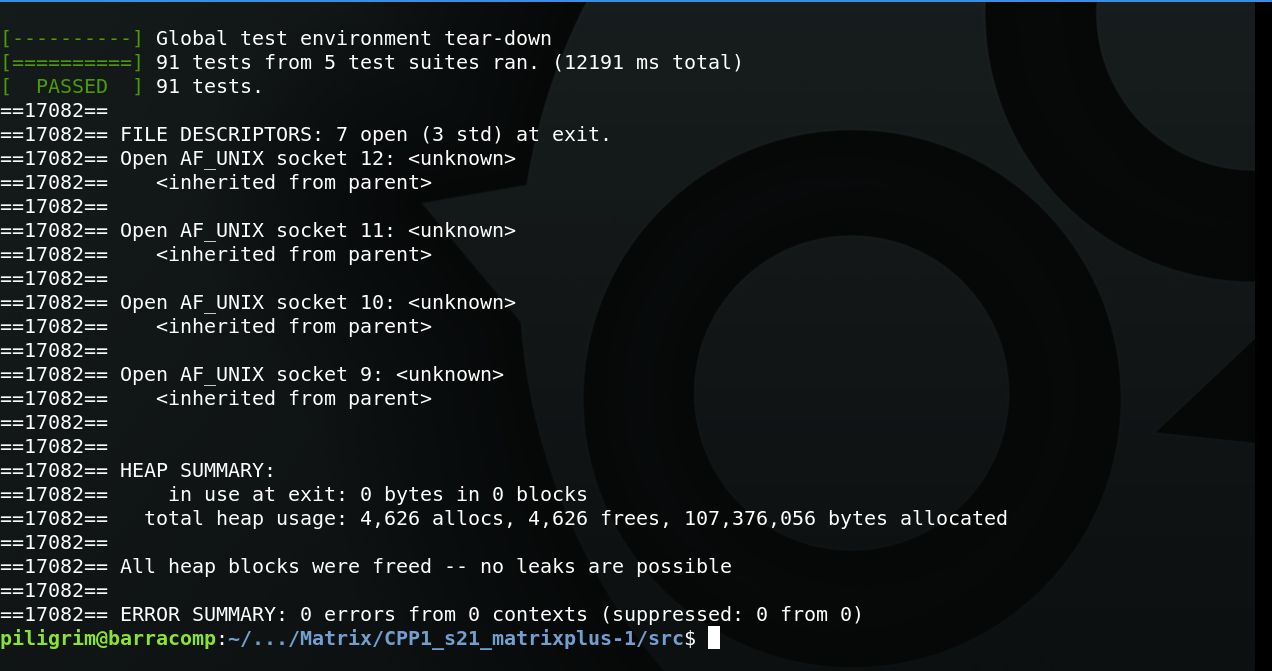 [----------] Global test environment tear-down
[==========] 91 tests from 5 test suites ran. (12191 ms total)
[  PASSED  ] 91 tests.
==17082==
==17082== FILE DESCRIPTORS: 7 open (3 std) at exit.
==17082== Open AF_UNIX socket 12: <unknown>
==17082==    <inherited from parent>
==17082==
==17082== Open AF_UNIX socket 11: <unknown>
==17082==    <inherited from parent>
==17082==
==17082== Open AF_UNIX socket 10: <unknown>
==17082==    <inherited from parent>
==17082==
==17082== Open AF_UNIX socket 9: <unknown>
==17082==    <inherited from parent>
==17082==
==17082==
==17082== HEAP SUMMARY:
==17082==     in use at exit: 0 bytes in 0 blocks
==17082==   total heap usage: 4,626 allocs, 4,626 frees, 107,376,056 bytes allocated
==17082==
==17082== All heap blocks were freed -- no leaks are possible
==17082==
==17082== ERROR SUMMARY: 0 errors from 0 contexts (suppressed: 0 from 0)
piligrim@barracomp:~/.../Matrix/CPP1_s21_matrixplus-1/src$